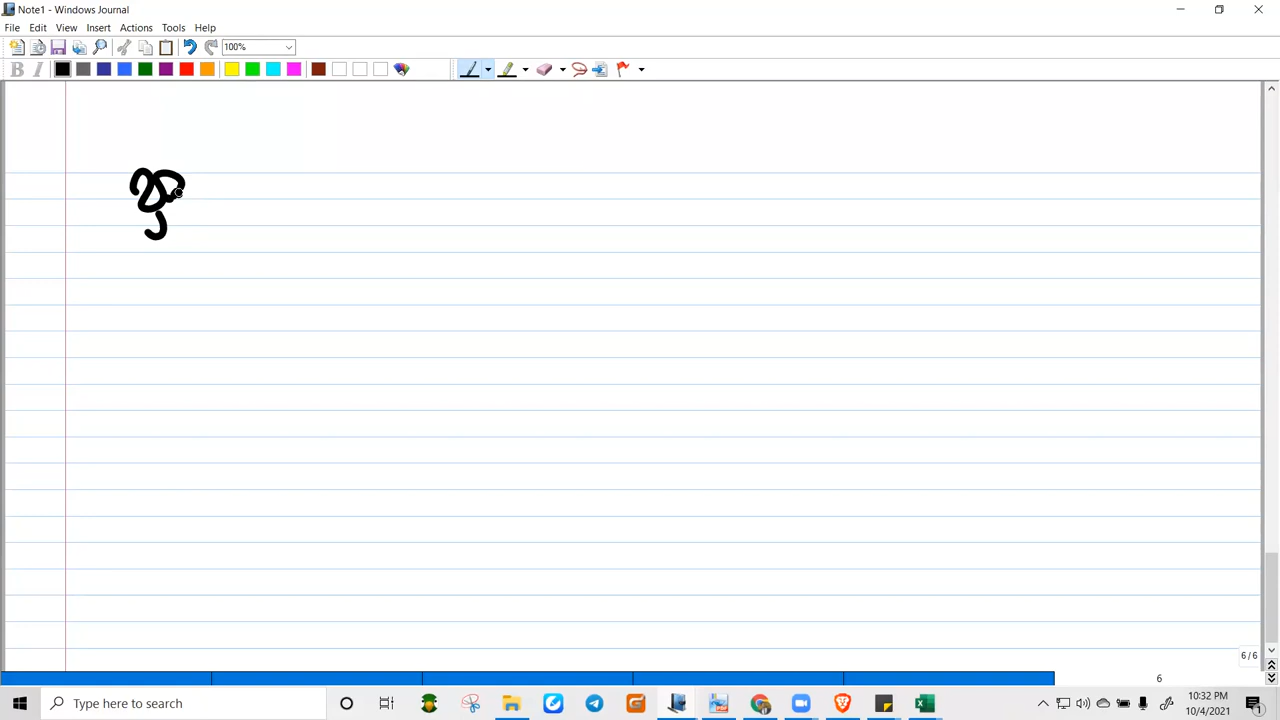 Note1 - Windows Journal
File Edit View Insert Actions Tools Help
100%
B I
6 / 6
6
Type here to search
10:32 PM
10/4/2021
1